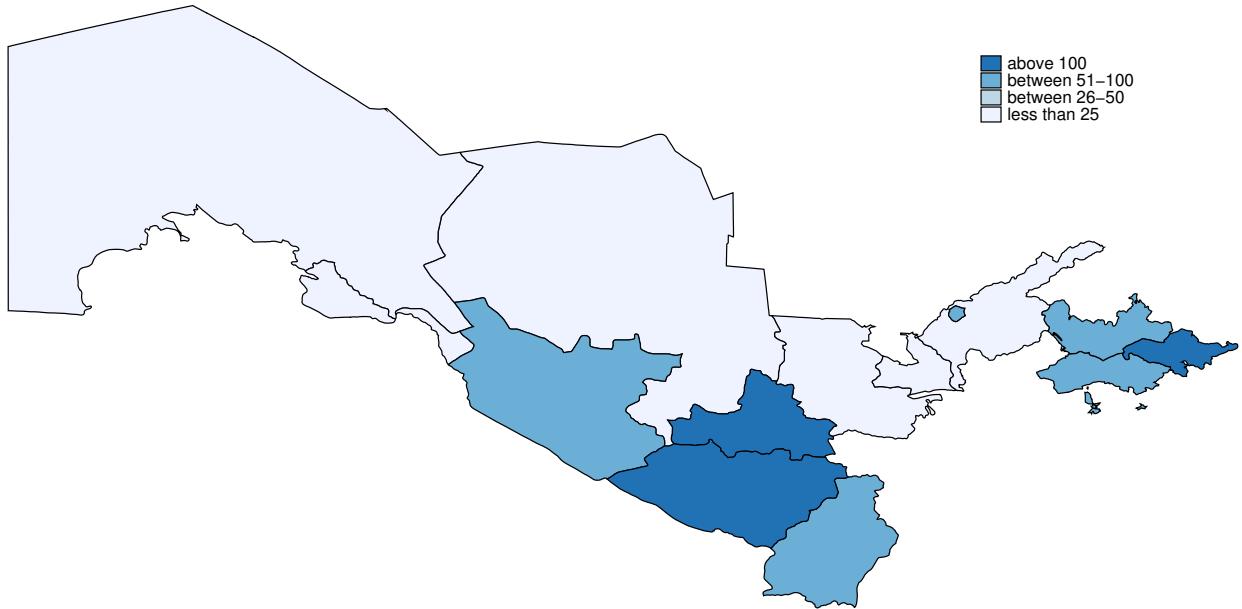 above 100
between 51−100
between 26−50
less than 25